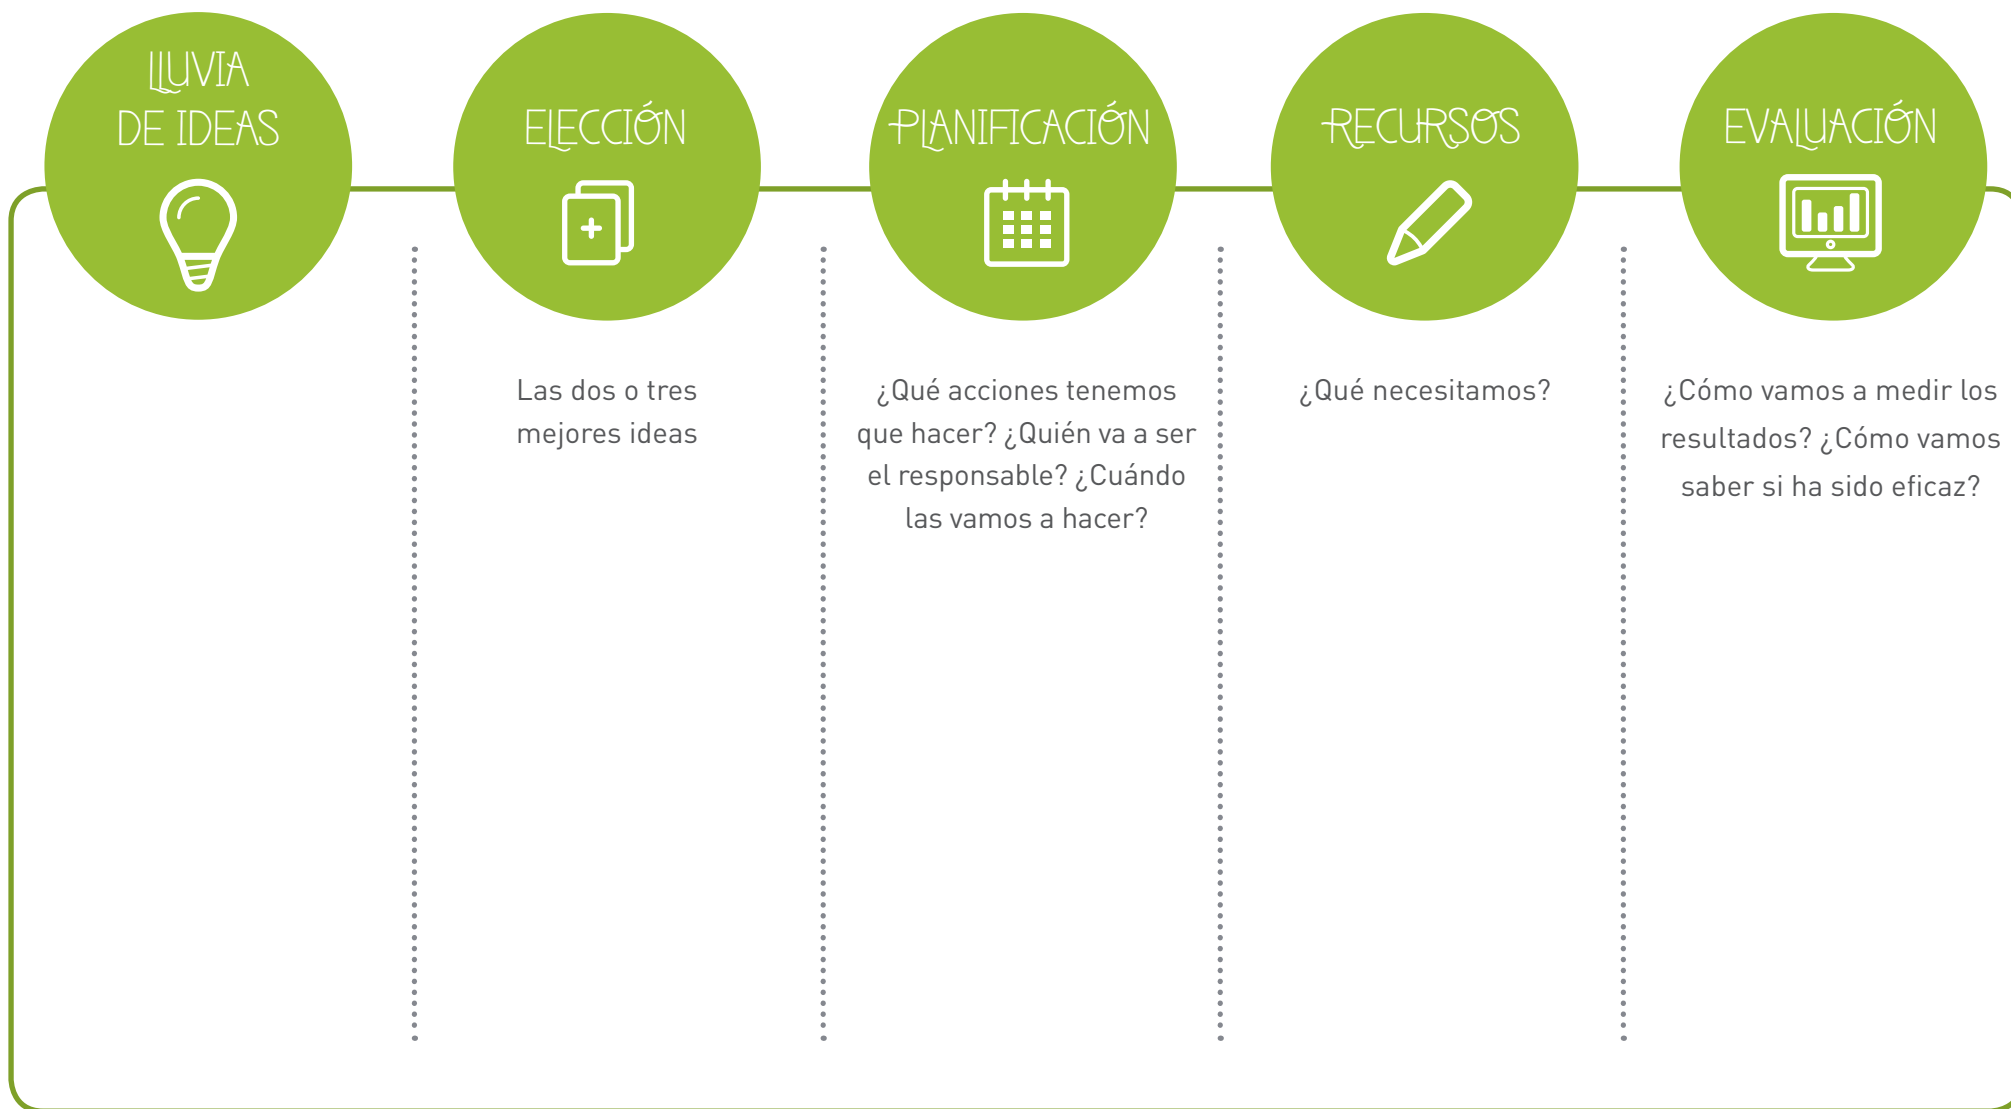 LLUVIA
DE IDEAS
ELECCIÓN
Las dos o tres
mejores ideas
PLANIFICACIÓN
¿Qué acciones tenemos
que hacer? ¿Quién va a ser
el responsable? ¿Cuándo
las vamos a hacer?
RECURSOS
¿Qué necesitamos?
EVALUACIÓN
¿Cómo vamos a medir los
resultados? ¿Cómo vamos
saber si ha sido eficaz?